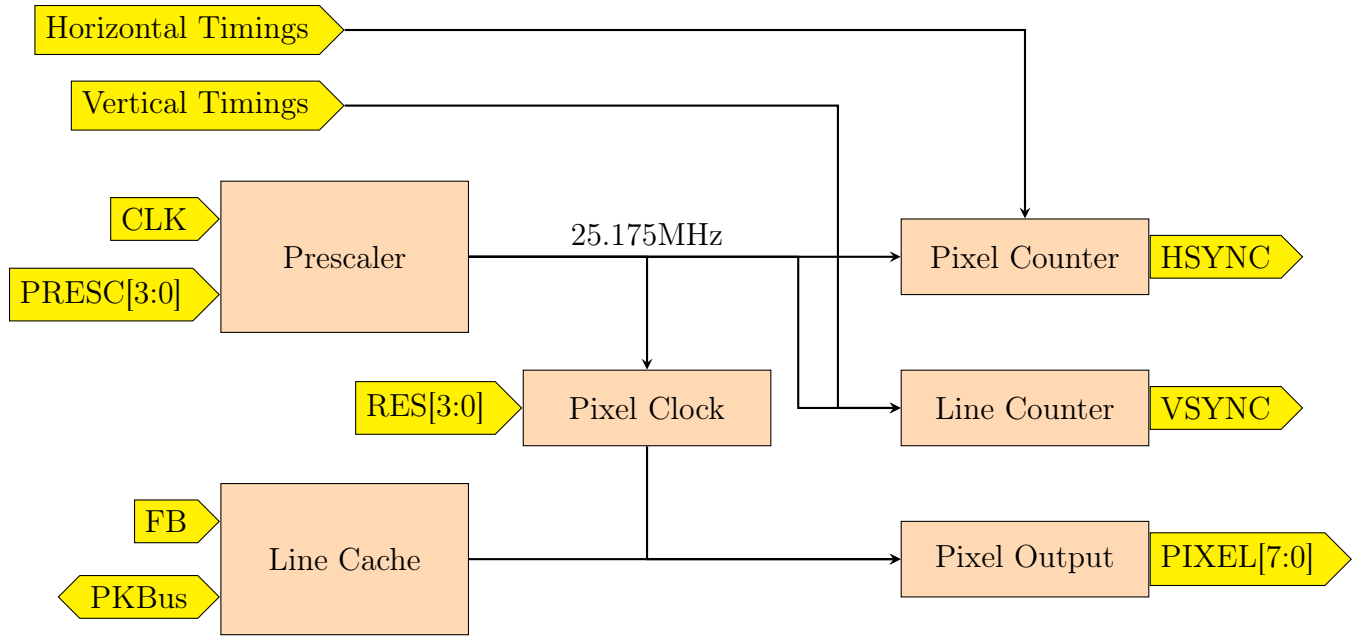 Horizontal Timings
Vertical Timings
CLK
PRESC[3:0]
Prescaler
25.175MHz
Pixel Counter
HSYNC
RES[3:0]
Pixel Clock
Line Counter
VSYNC
FB
PKBus
Line Cache
Pixel Output
PIXEL[7:0]